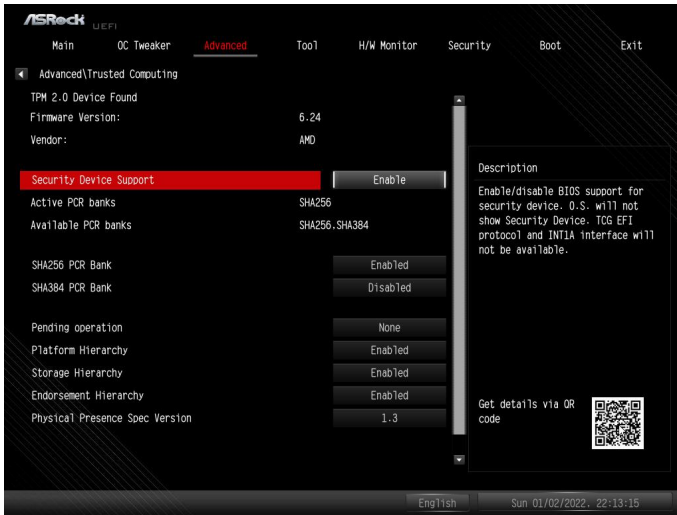 ASRock UEFI
Main OC Tweaker Advanced Tool H/W Monitor Security Boot Exit
Advanced\Trusted Computing
TPM 2.0 Device Found
Firmware Version: 6.24
Vendor: AMD
Security Device Support Enable
Active PCR banks SHA256
Available PCR banks SHA256.SHA384
SHA256 PCR Bank Enabled
SHA384 PCR Bank Disabled
Pending operation None
Platform Hierarchy Enabled
Storage Hierarchy Enabled
Endorsement Hierarchy Enabled
Physical Presence Spec Version 1.3
Description
Enable/disable BIOS support for
security device. O.S. will not
show Security Device. TCG EFI
protocol and INT1A interface will
not be available.
Get details via QR
code
English Sun 01/02/2022. 22:13:15